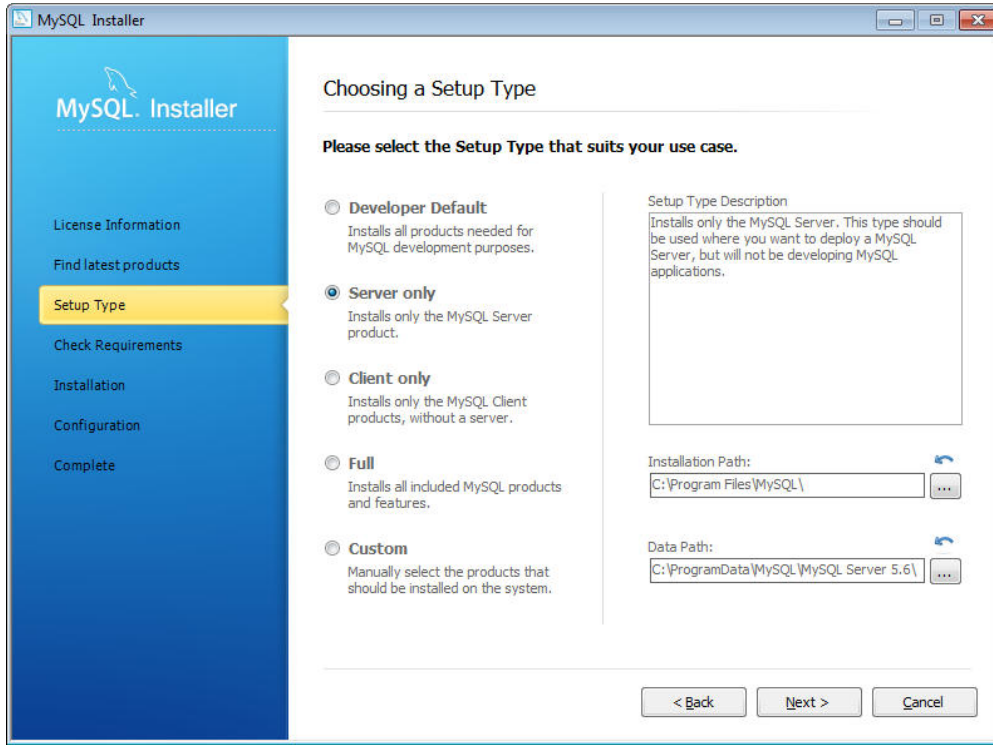 MySQL Installer
MySQL. Installer
License Information
Find latest products
Setup Type
Check Requirements
Installation
Configuration
Complete
Choosing a Setup Type
Please select the Setup Type that suits your use case.
Developer Default
Installs all products needed for
MySQL development purposes.
Server only
Installs only the MySQL Server
product.
Client only
Installs only the MySQL Client
products, without a server.
Full
Installs all included MySQL products
and features.
Custom
Manually select the products that
should be installed on the system.
Setup Type Description
Installs only the MySQL Server. This type should
be used where you want to deploy a MySQL
Server, but will not be developing MySQL
applications.
Installation Path:
C:\Program Files\MySQL\
...
Data Path:
C:\ProgramData\MySQL\MySQL Server 5.6\
...
< Back
Next >
Cancel